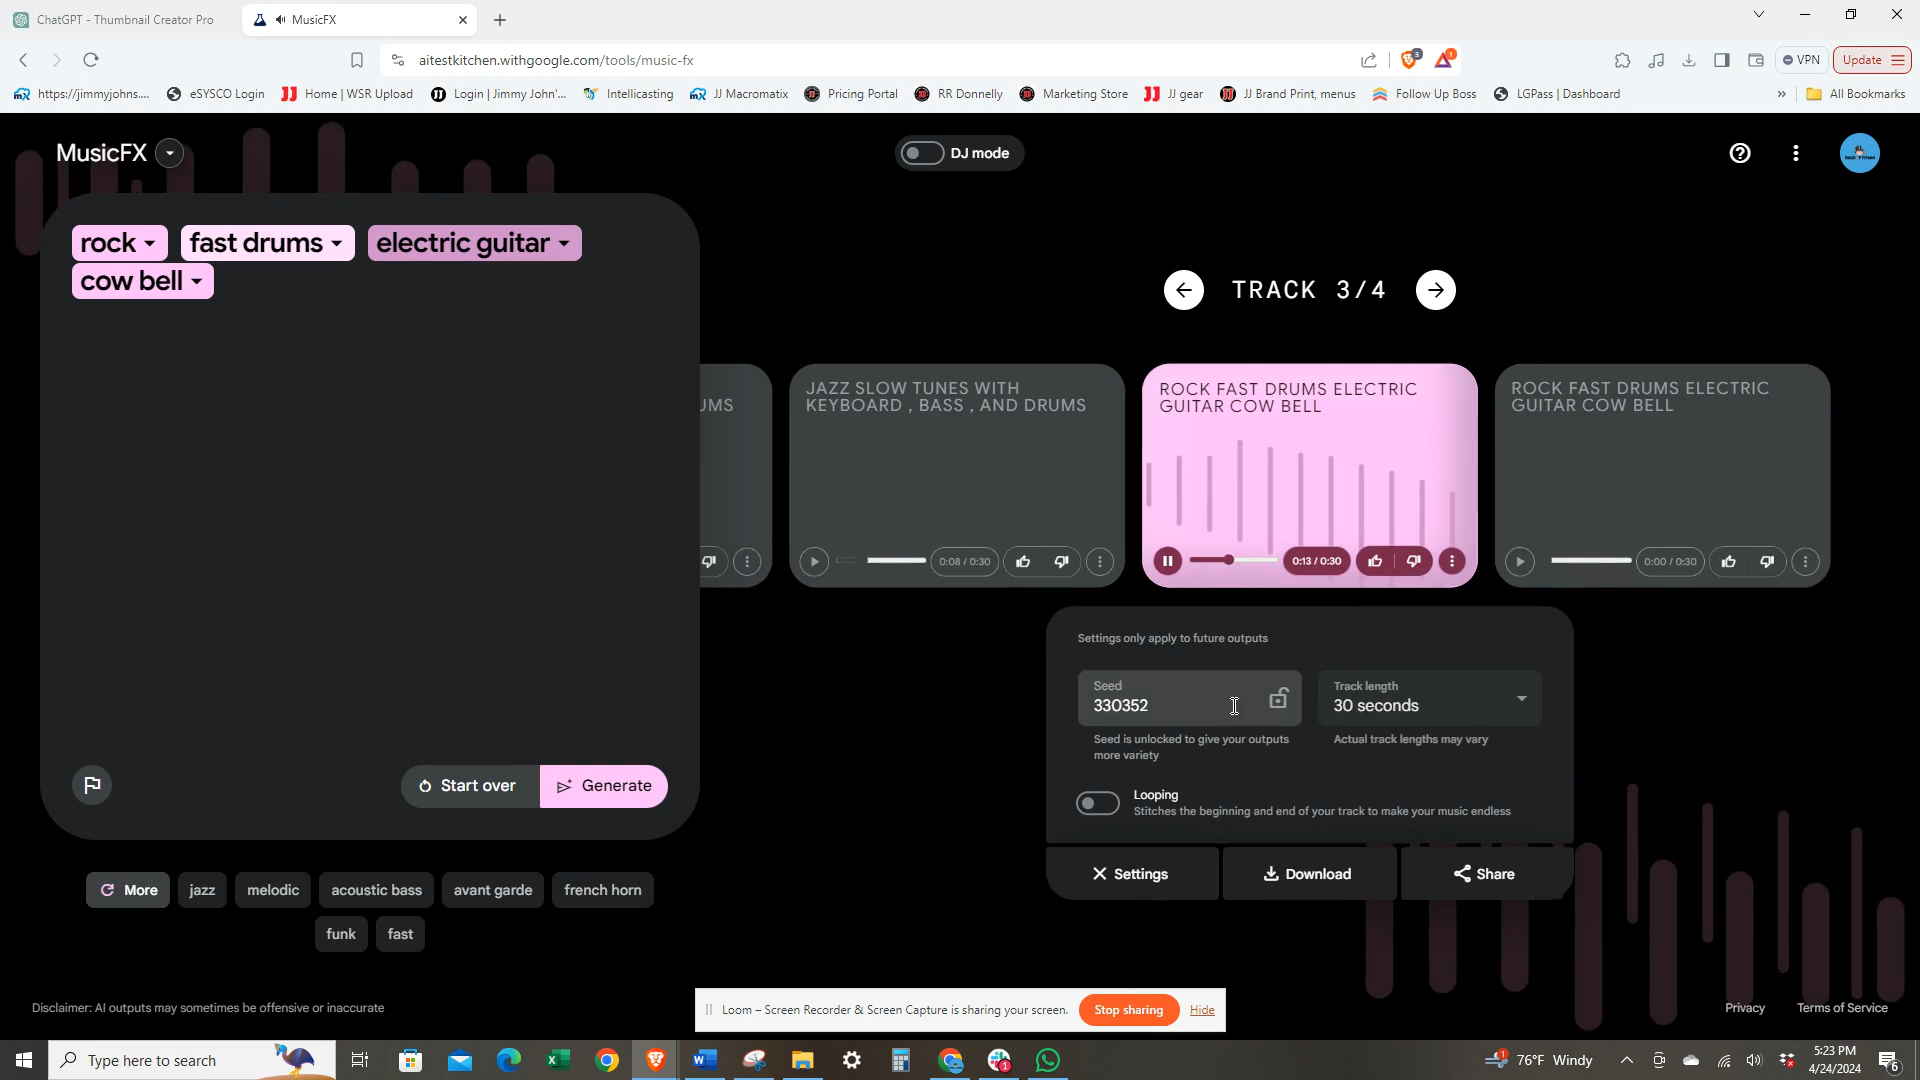 ChatGPT - Thumbnail Creator Pro
MusicFX
aitestkitchen.withgoogle.com/tools/music-fx
3
1
VPN
Update
https://jimmyjohns....
eSYSCO Login
Home | WSR Upload
Login | Jimmy John'...
Intellicasting
JJ Macromatix
Pricing Portal
RR Donnelly
Marketing Store
JJ gear
JJ Brand Print, menus
Follow Up Boss
LGPass | Dashboard
»
All Bookmarks
MusicFX
DJ mode
rock
fast drums
electric guitar
cow bell
TRACK 3/4
UMS
JAZZ SLOW TUNES WITH
KEYBOARD , BASS , AND DRUMS
0:08 / 0:30
ROCK FAST DRUMS ELECTRIC
GUITAR COW BELL
0:13 / 0:30
ROCK FAST DRUMS ELECTRIC
GUITAR COW BELL
0:00 / 0:30
Settings only apply to future outputs
Seed
330352
Seed is unlocked to give your outputs
more variety
Track length
30 seconds
Actual track lengths may vary
Looping
Stitches the beginning and end of your track to make your music endless
Settings
Download
Share
Start over
Generate
More
jazz
melodic
acoustic bass
avant garde
french horn
funk
fast
Disclaimer: AI outputs may sometimes be offensive or inaccurate
Loom – Screen Recorder & Screen Capture is sharing your screen.
Stop sharing
Hide
Privacy
Terms of Service
Type here to search
1
76°F Windy
5:23 PM
4/24/2024
6